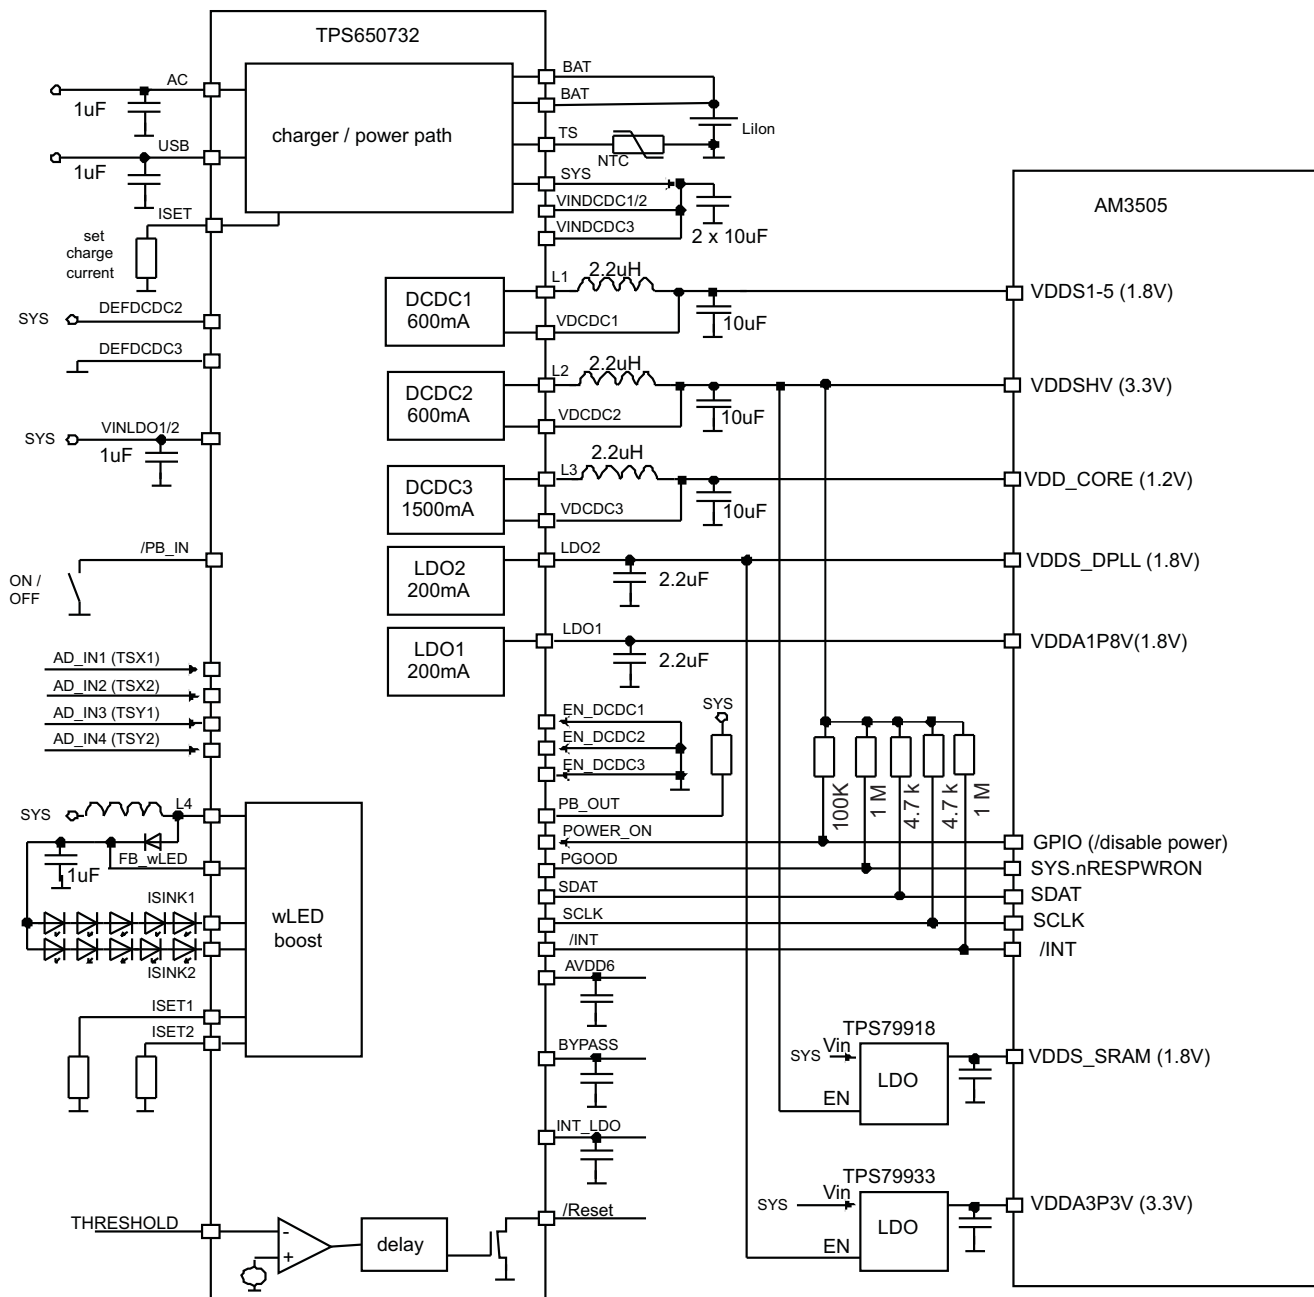 TPS650732
AC
1uF
USB
1uF
ISET
set
charge
current
charger / power path
BAT
BAT
TS
NTC
LiIon
SYS
VINDCDC1/2
VINDCDC3
2 x 10uF
AM3505
SYS
DEFDCDC2
DEFDCDC3
SYS
VINLDO1/2
1uF
/PB_IN
ON /
OFF
DCDC1
600mA
L1
2.2uH
VDCDC1
10uF
VDDS1-5 (1.8V)
DCDC2
600mA
L2
2.2uH
VDCDC2
10uF
VDDSHV (3.3V)
DCDC3
1500mA
L3
2.2uH
VDCDC3
10uF
VDD_CORE (1.2V)
LDO2
200mA
LDO2
2.2uF
VDDS_DPLL (1.8V)
LDO1
200mA
LDO1
2.2uF
VDDA1P8V(1.8V)
AD_IN1 (TSX1)
AD_IN2 (TSX2)
AD_IN3 (TSY1)
AD_IN4 (TSY2)
EN_DCDC1
EN_DCDC2
EN_DCDC3
SYS
PB_OUT
100K
1 M
4.7 k
4.7 k
1 M
POWER_ON
GPIO (/disable power)
PGOOD
SYS.nRESPWRON
SDAT
SDAT
SCLK
SCLK
/INT
/INT
SYS
L4
1uF
FB_wLED
ISINK1
ISINK2
wLED
boost
ISET1
ISET2
AVDD6
BYPASS
INT_LDO
TPS79918
SYS
Vin
LDO
EN
VDDS_SRAM (1.8V)
TPS79933
SYS
Vin
LDO
EN
VDDA3P3V (3.3V)
THRESHOLD
-
+
delay
/Reset